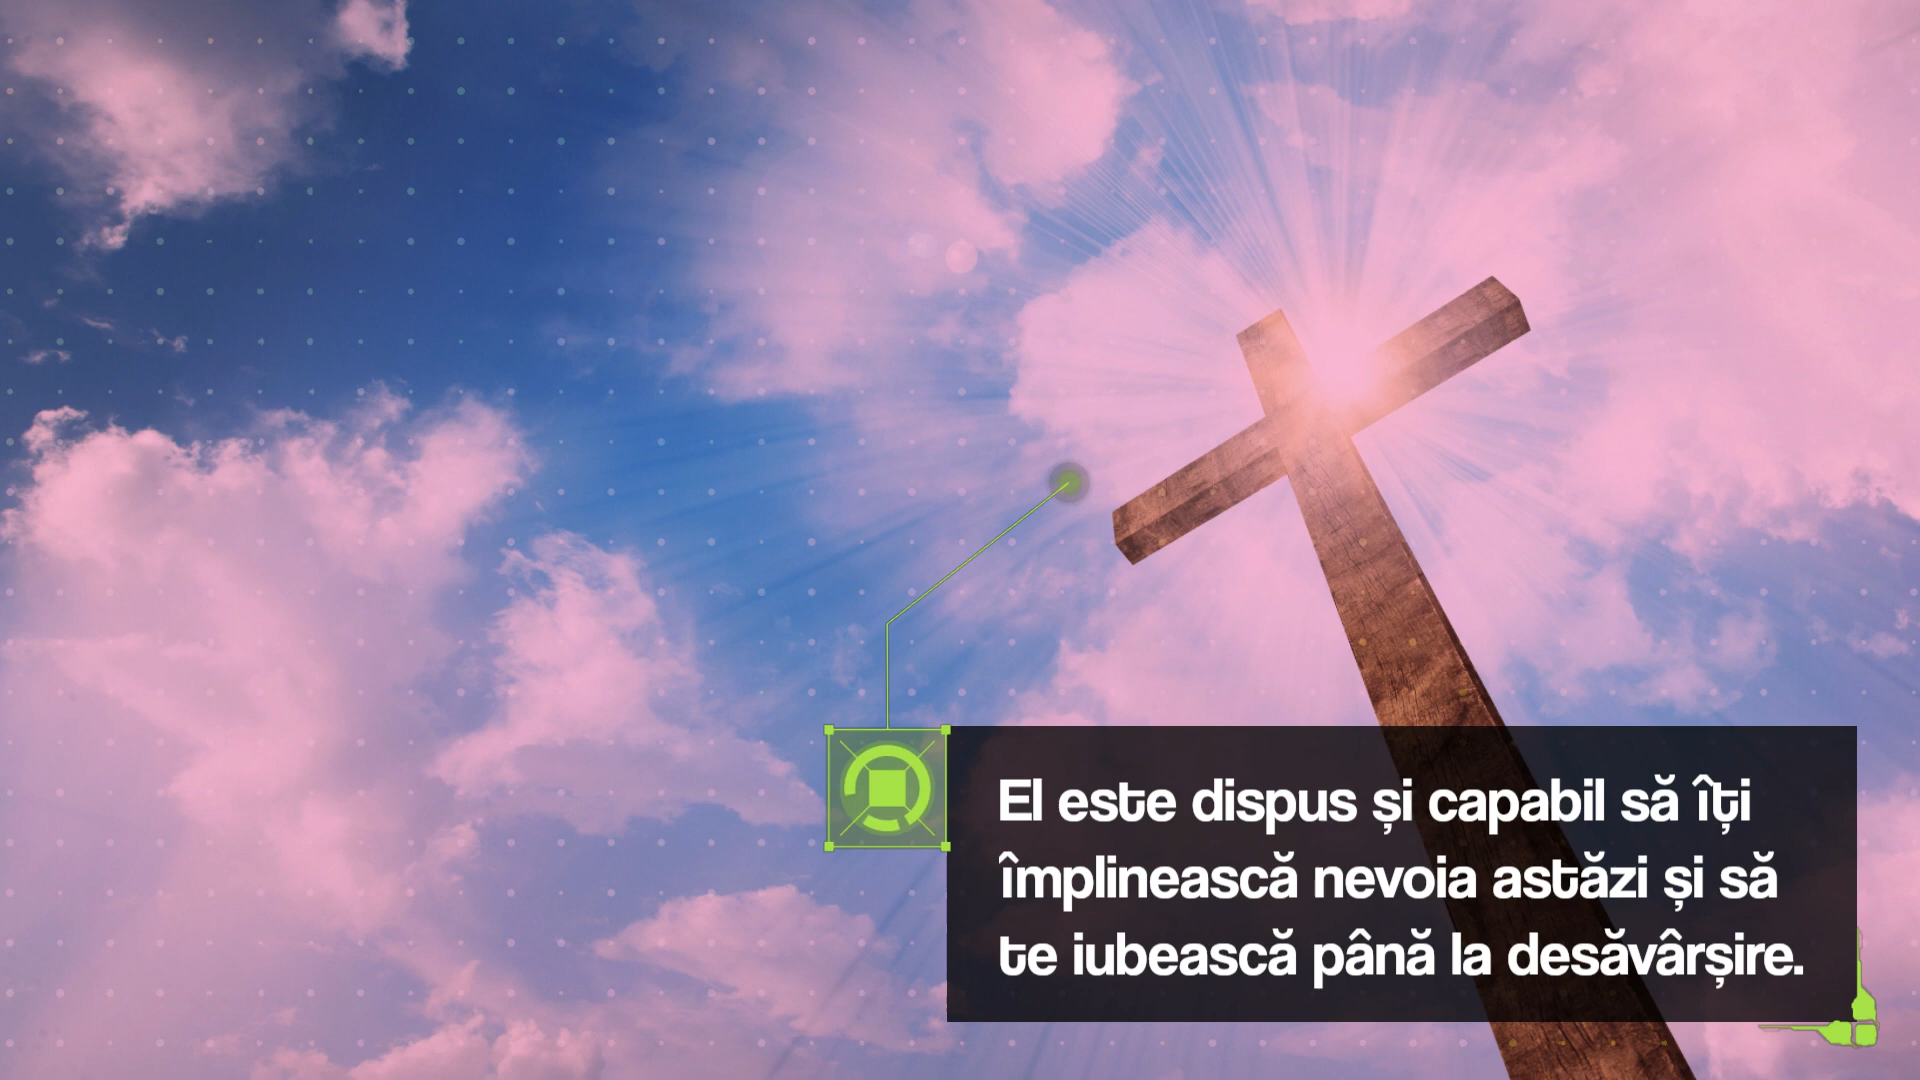 El este dispus și capabil să îți
împlinească nevoia astăzi și să
te iubească până la desăvârșire.